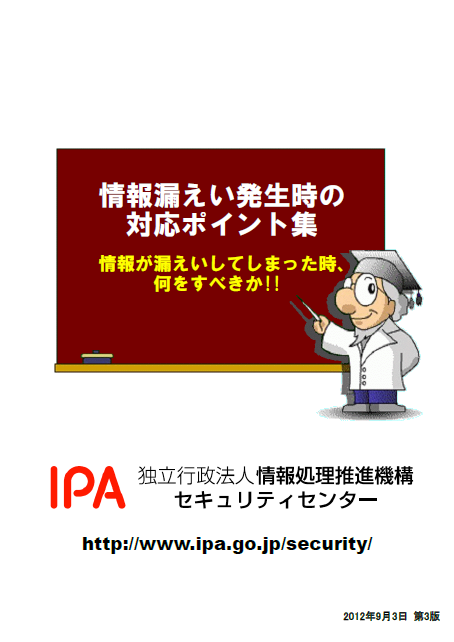 情報漏えい発生時の
対応ポイント集
情報が漏えいしてしまった時、
何をすべきか!!
IPA 独立行政法人情報処理推進機構
セキュリティセンター
http://www.ipa.go.jp/security/
2012年9月3日 第3版